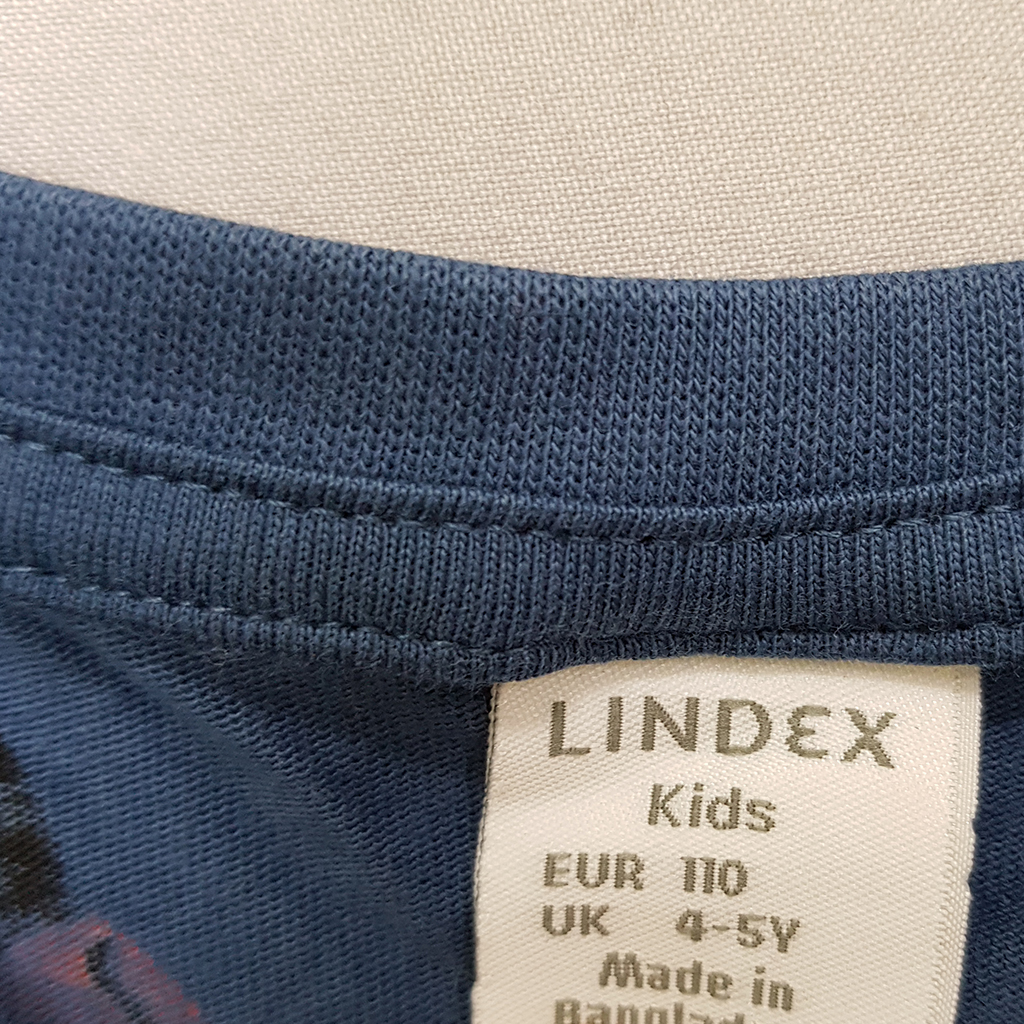 LINDEX
Kids
EUR 110
UK 4-5Y
Made in